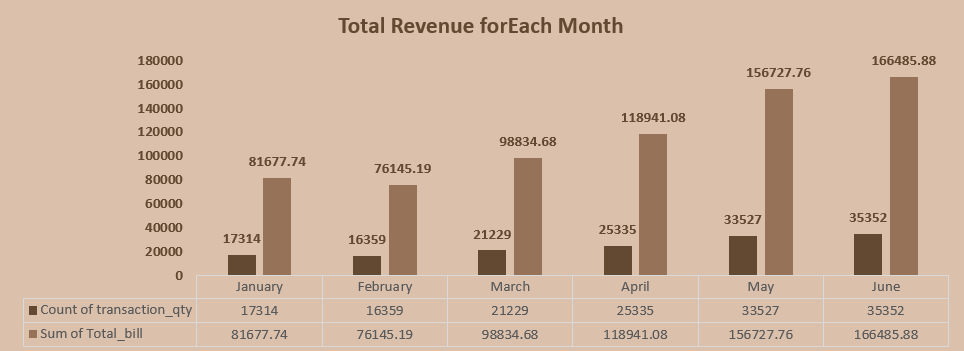 Total Revenue forEach Month
180000
160000
140000
120000
100000
80000
60000
40000
20000
0
17314 81677.74 16359 76145.19 21229 98834.68 25335 118941.08 33527 156727.76 35352 166485.88
January February March April May June
Count of transaction_qty 17314 16359 21229 25335 33527 35352
Sum of Total_bill 81677.74 76145.19 98834.68 118941.08 156727.76 166485.88